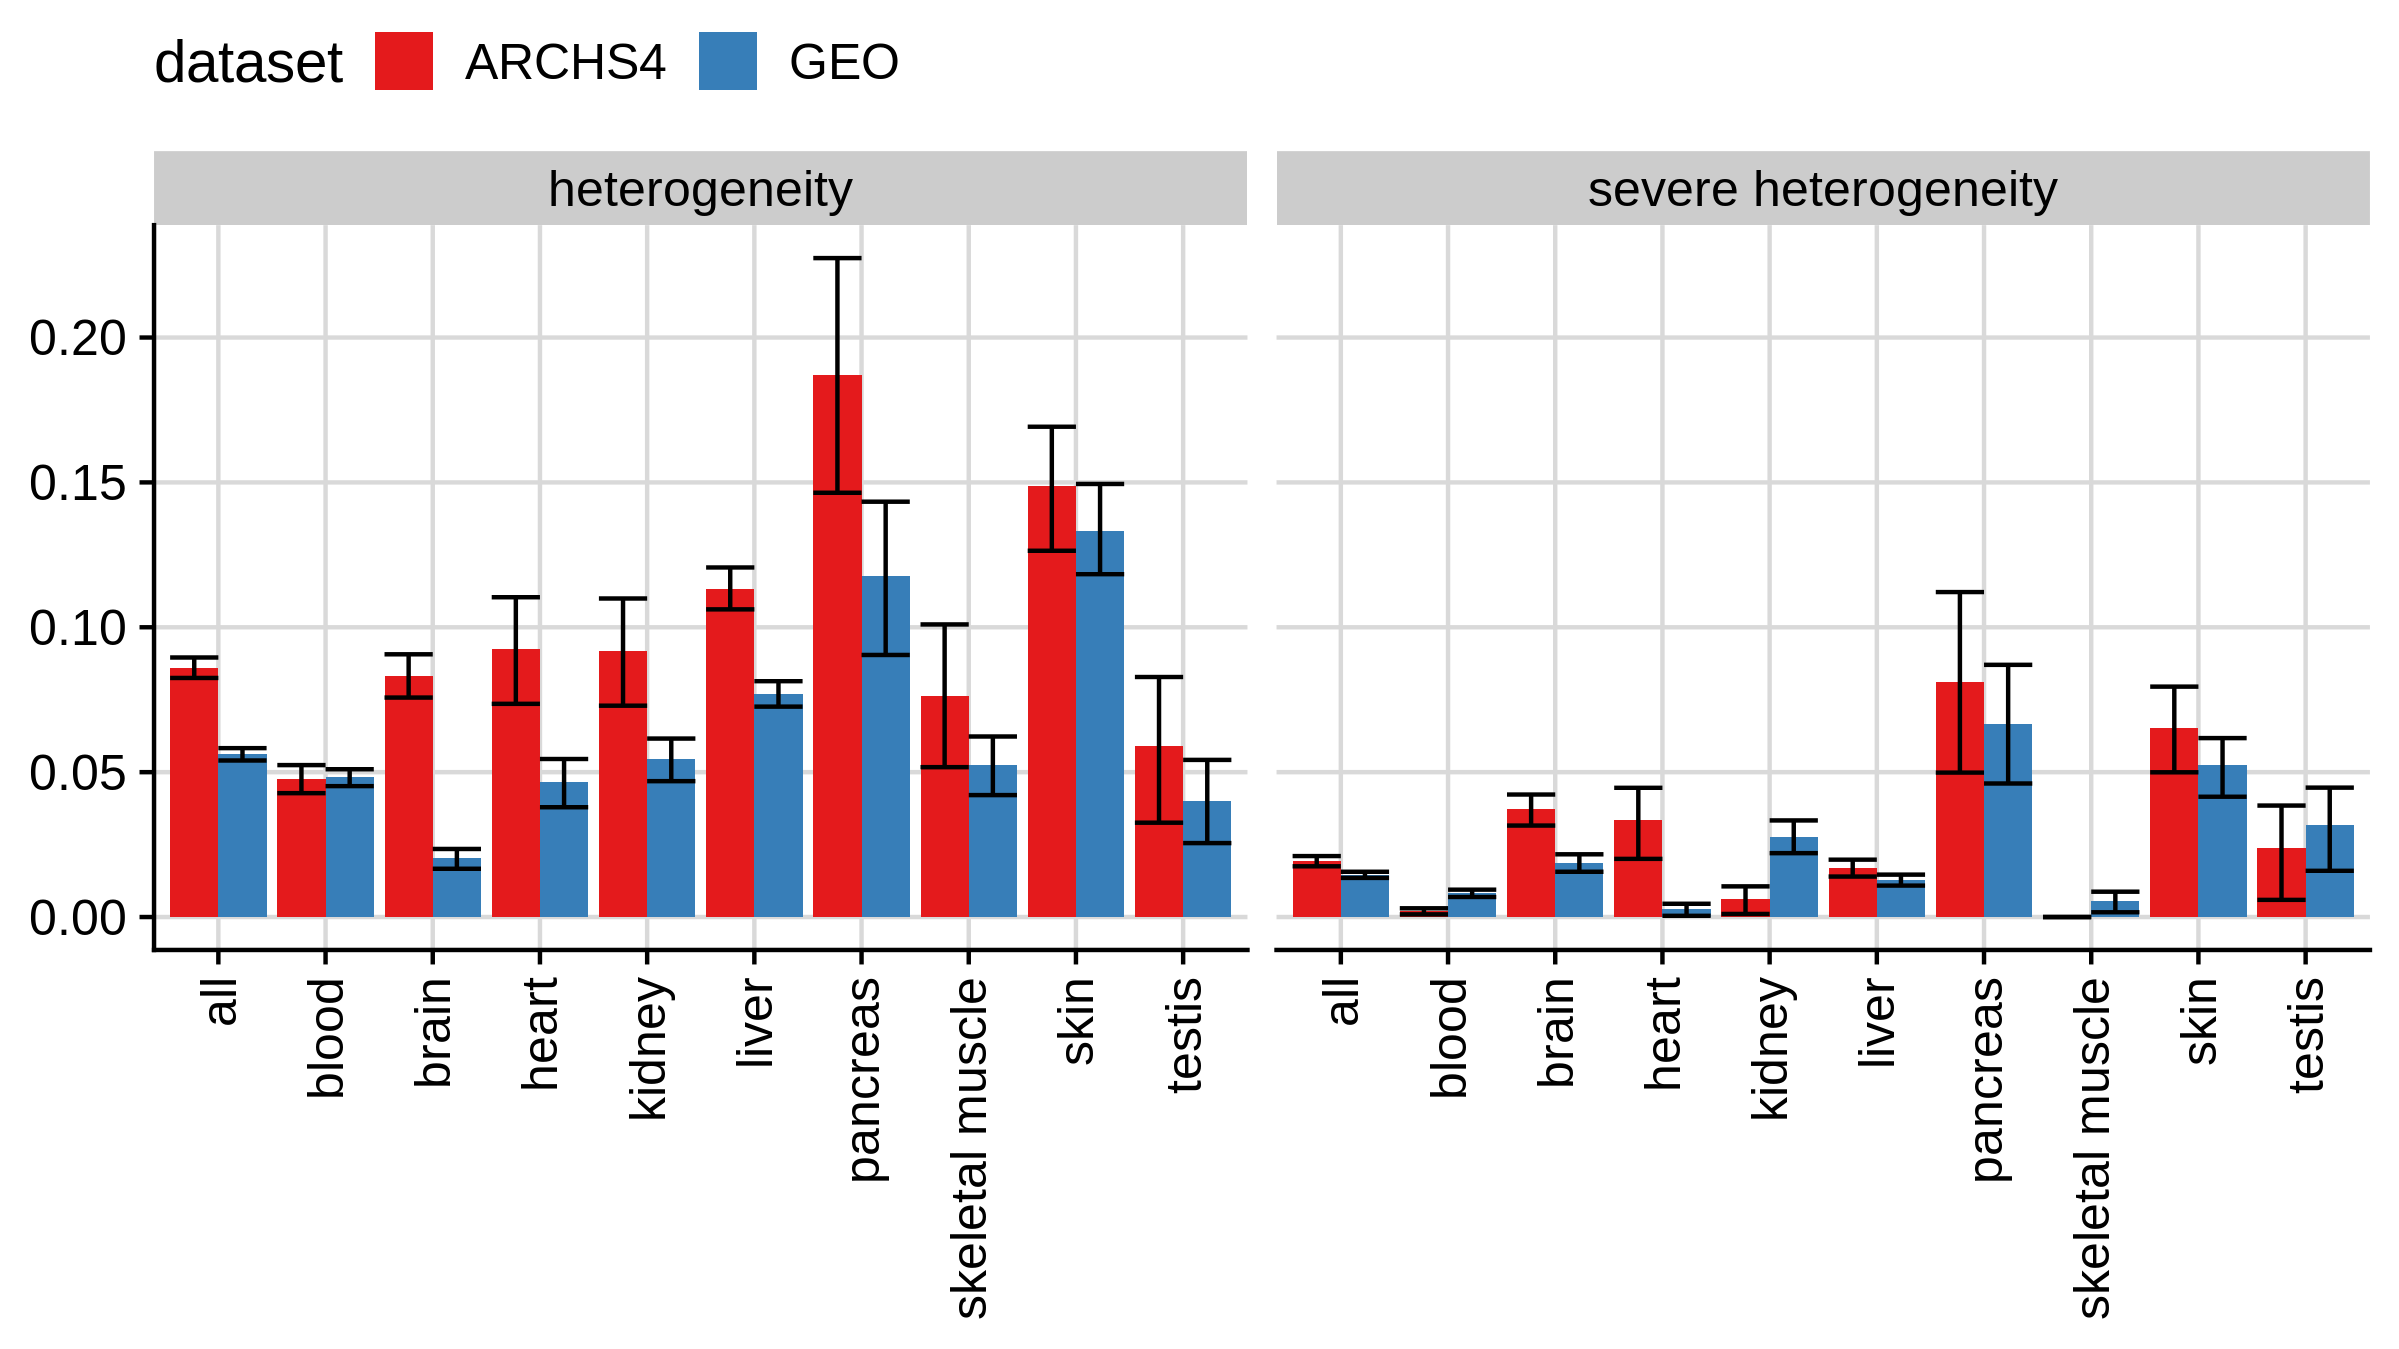 dataset ARCHS4 GEO
heterogeneity
severe heterogeneity
0.20
0.15
0.10
0.05
0.00
all
blood
brain
heart
kidney
liver
pancreas
skeletal muscle
skin
testis
all
blood
brain
heart
kidney
liver
pancreas
skeletal muscle
skin
testis